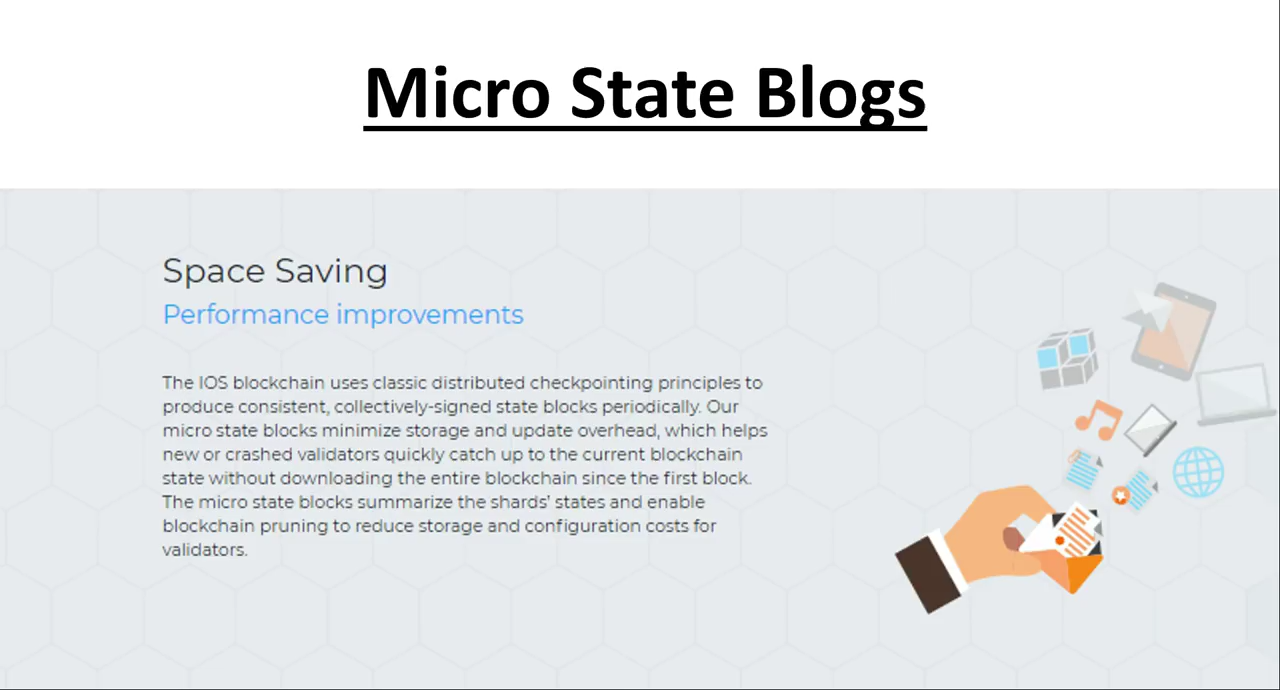 Micro State Blogs
Space Saving
Performance improvements
The IOS blockchain uses classic distributed checkpointing principles to
produce consistent, collectively-signed state blocks periodically. Our
micro state blocks minimize storage and update overhead, which helps
new or crashed validators quickly catch up to the current blockchain
state without downloading the entire blockchain since the first block.
The micro state blocks summarize the shards' states and enable
blockchain pruning to reduce storage and configuration costs for
validators.